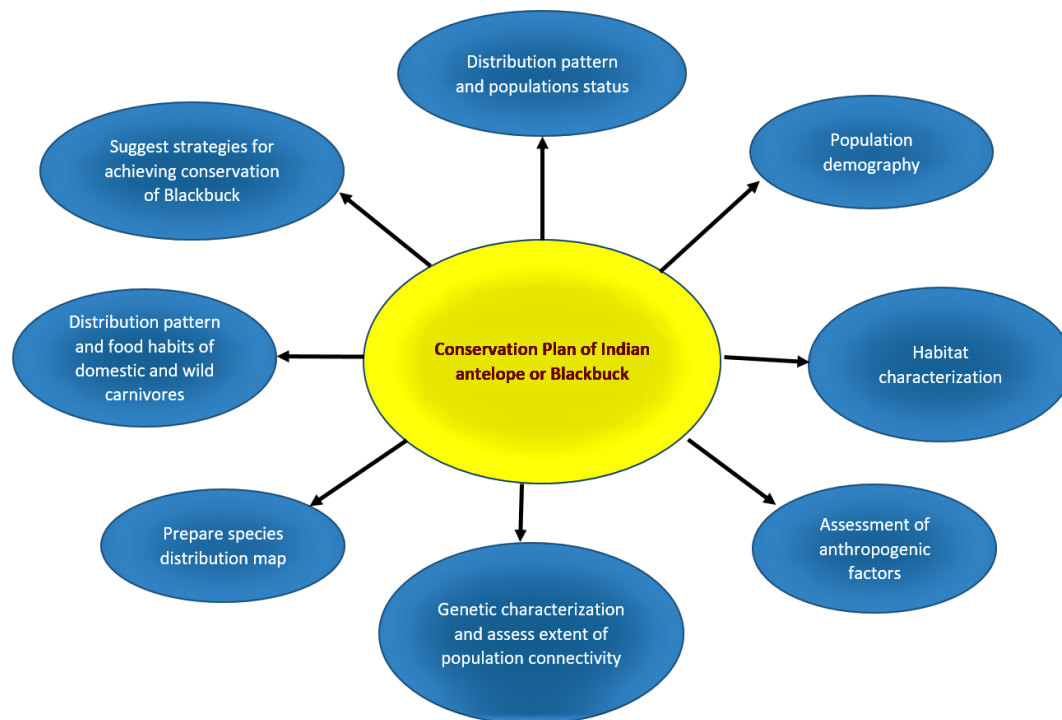 Distribution pattern
and populations status
Population
demography
Habitat
characterization
Assessment of
anthropogenic
factors
Genetic characterization
and assess extent of
population connectivity
Prepare species
distribution map
Distribution pattern
and food habits of
domestic and wild
carnivores
Suggest strategies for
achieving conservation
of Blackbuck
Conservation Plan of Indian
antelope or Blackbuck